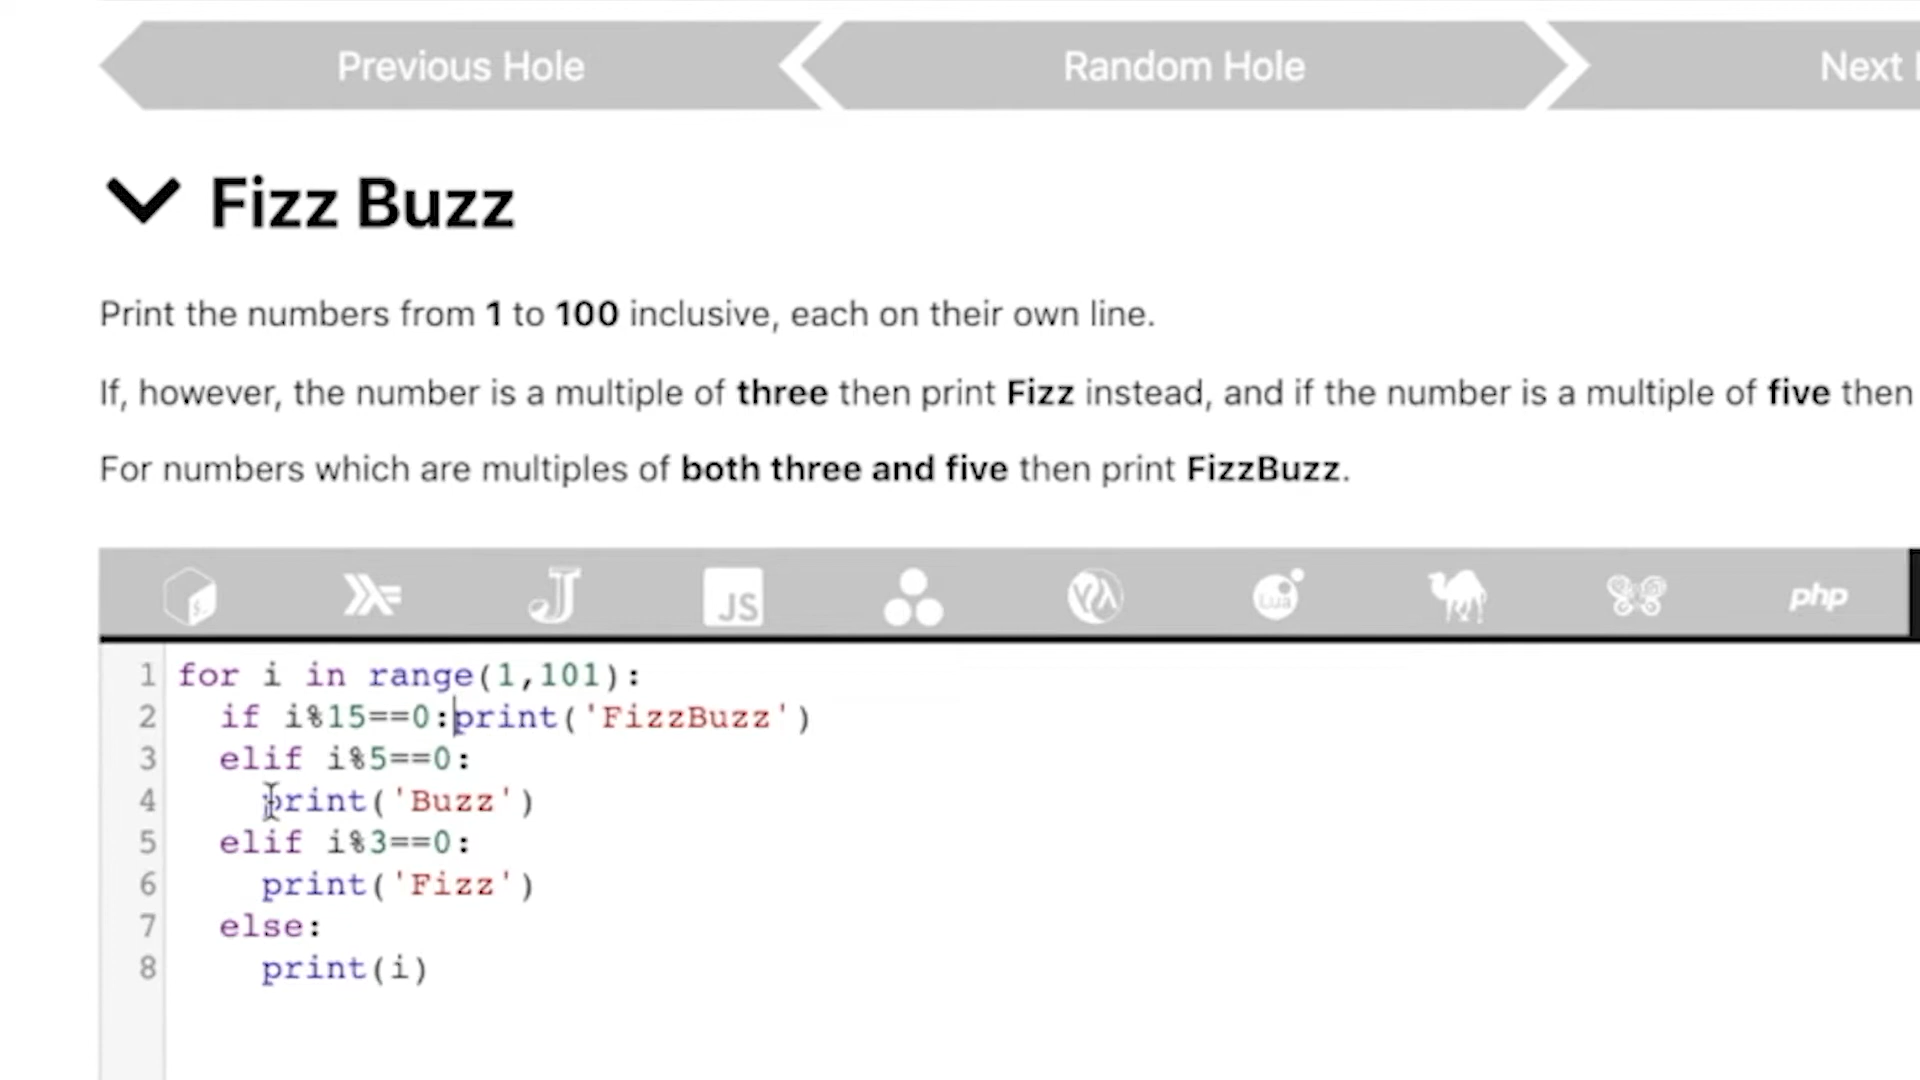 Previous Hole
Random Hole
Next
Fizz Buzz
Print the numbers from 1 to 100 inclusive, each on their own line.
If, however, the number is a multiple of three then print Fizz instead, and if the number is a multiple of five then
For numbers which are multiples of both three and five then print FizzBuzz.
$_ J JS Lua php
1 for i in range(1,101):
2 if i%15==0:print('FizzBuzz')
3 elif i%5==0:
4 print('Buzz')
5 elif i%3==0:
6 print('Fizz')
7 else:
8 print(i)